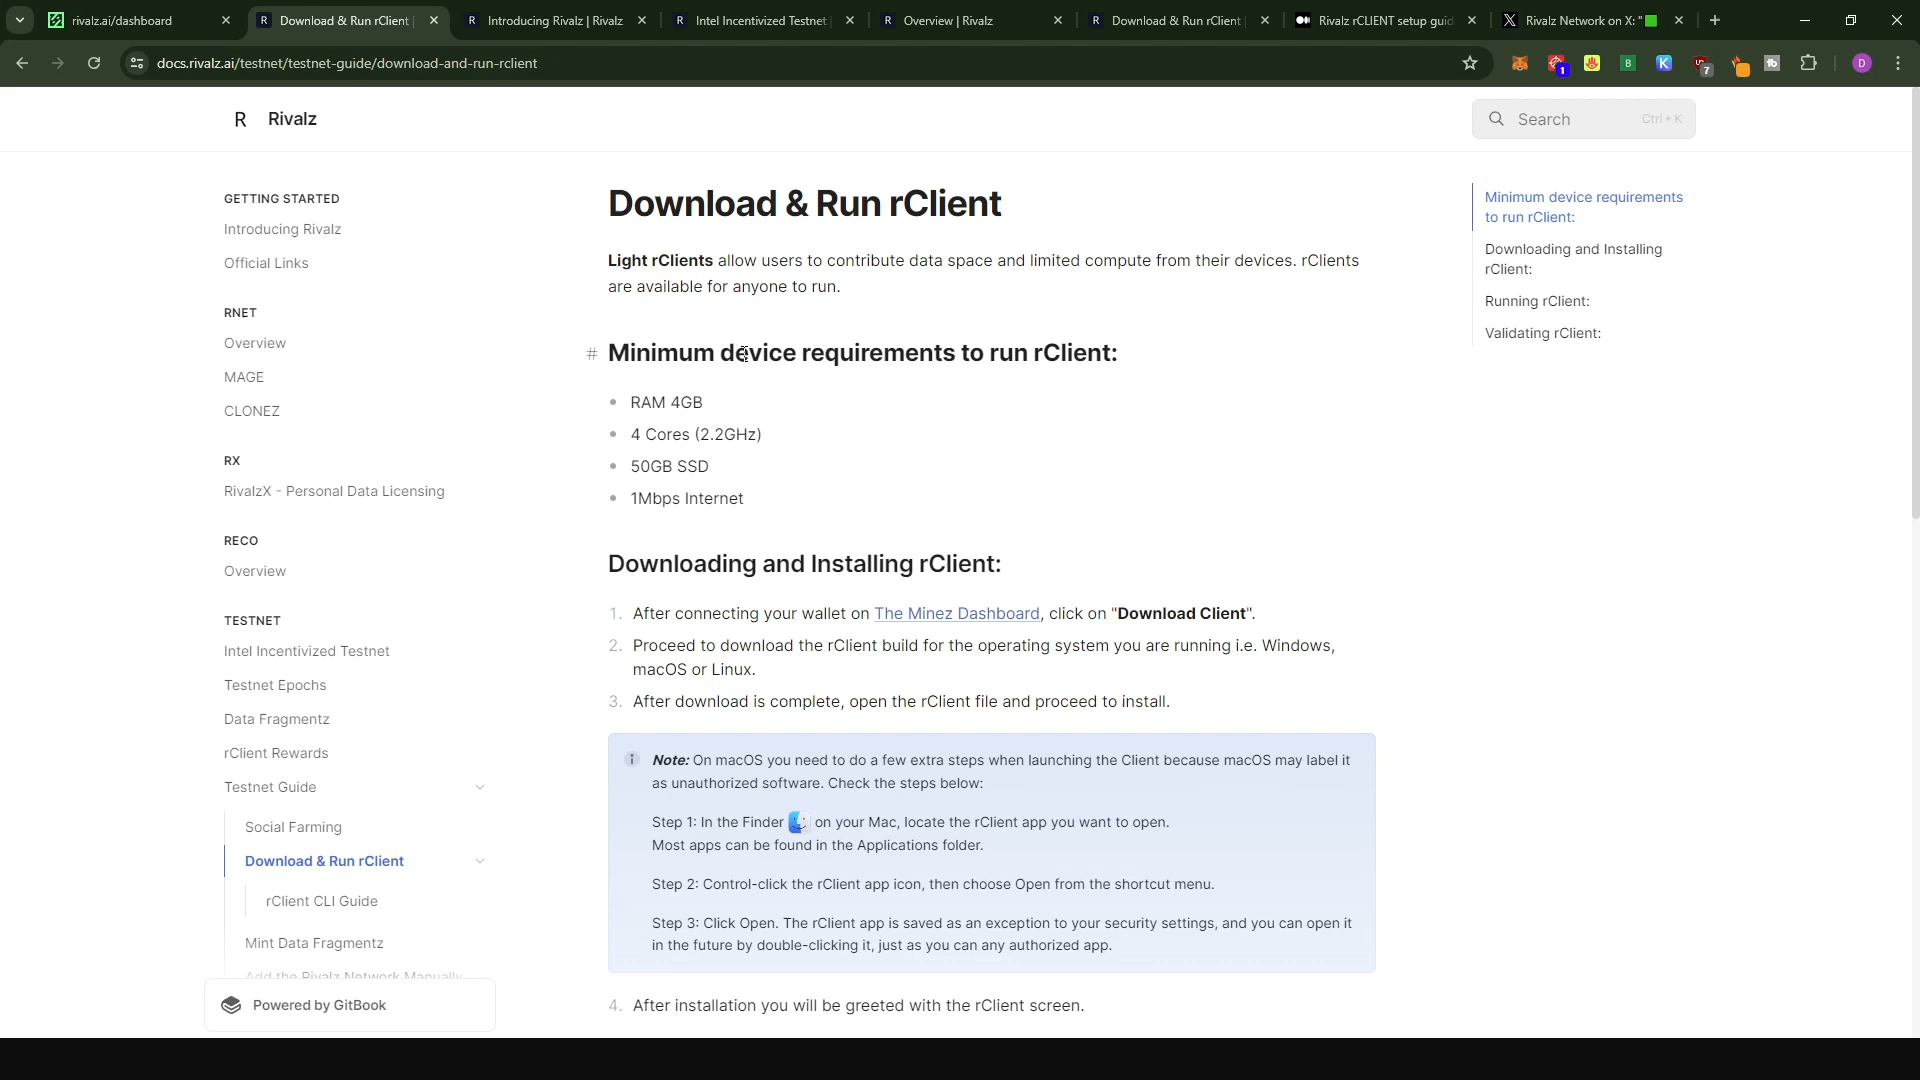 rivalz.ai/dashboard
Download & Run rClient
Introducing Rivalz | Rivalz
Intel Incentivized Testnet
Overview | Rivalz
Download & Run rClient
Rivalz rCLIENT setup guid
Rivalz Network on X: "
docs.rivalz.ai/testnet/testnet-guide/download-and-run-rclient
1
B
K
7
D
R Rivalz
Search Ctrl + K
GETTING STARTED
Introducing Rivalz
Official Links
RNET
Overview
MAGE
CLONEZ
RX
RivalzX - Personal Data Licensing
RECO
Overview
TESTNET
Intel Incentivized Testnet
Testnet Epochs
Data Fragmentz
rClient Rewards
Testnet Guide
Social Farming
Download & Run rClient
rClient CLI Guide
Mint Data Fragmentz
Add the Rivalz Network Manually
Powered by GitBook
Download & Run rClient
Light rClients allow users to contribute data space and limited compute from their devices. rClients
are available for anyone to run.
# Minimum device requirements to run rClient:
• RAM 4GB
• 4 Cores (2.2GHz)
• 50GB SSD
• 1Mbps Internet
Downloading and Installing rClient:
1. After connecting your wallet on The Minez Dashboard, click on "Download Client".
2. Proceed to download the rClient build for the operating system you are running i.e. Windows,
macOS or Linux.
3. After download is complete, open the rClient file and proceed to install.
Note: On macOS you need to do a few extra steps when launching the Client because macOS may label it
as unauthorized software. Check the steps below:
Step 1: In the Finder on your Mac, locate the rClient app you want to open.
Most apps can be found in the Applications folder.
Step 2: Control-click the rClient app icon, then choose Open from the shortcut menu.
Step 3: Click Open. The rClient app is saved as an exception to your security settings, and you can open it
in the future by double-clicking it, just as you can any authorized app.
4. After installation you will be greeted with the rClient screen.
Minimum device requirements
to run rClient:
Downloading and Installing
rClient:
Running rClient:
Validating rClient: